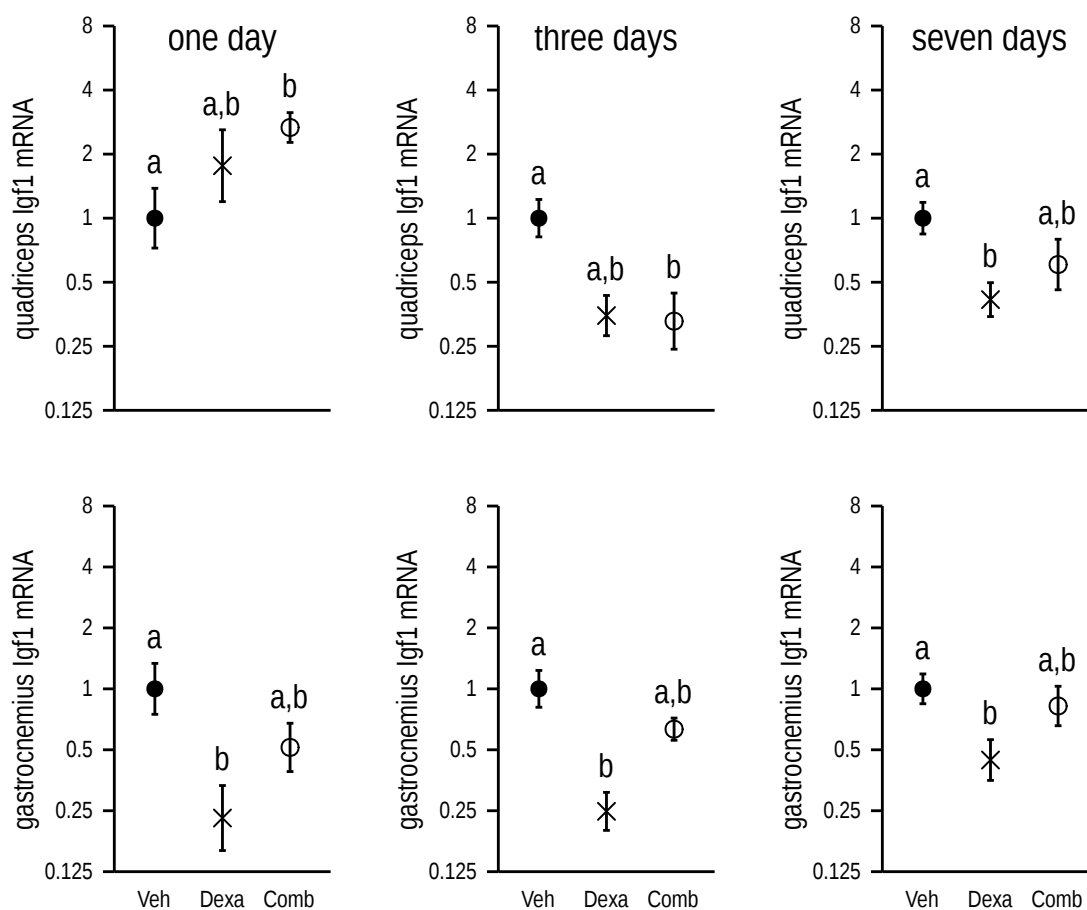 one day
quadriceps Igf1 mRNA
8
4
2
1
0.5
0.25
0.125
a
a,b
b
three days
quadriceps Igf1 mRNA
8
4
2
1
0.5
0.25
0.125
a
a,b
b
seven days
quadriceps Igf1 mRNA
8
4
2
1
0.5
0.25
0.125
a
b
a,b
gastrocnemius Igf1 mRNA
8
4
2
1
0.5
0.25
0.125
a
b
a,b
Veh Dexa Comb
gastrocnemius Igf1 mRNA
8
4
2
1
0.5
0.25
0.125
a
b
a,b
Veh Dexa Comb
gastrocnemius Igf1 mRNA
8
4
2
1
0.5
0.25
0.125
a
b
a,b
Veh Dexa Comb